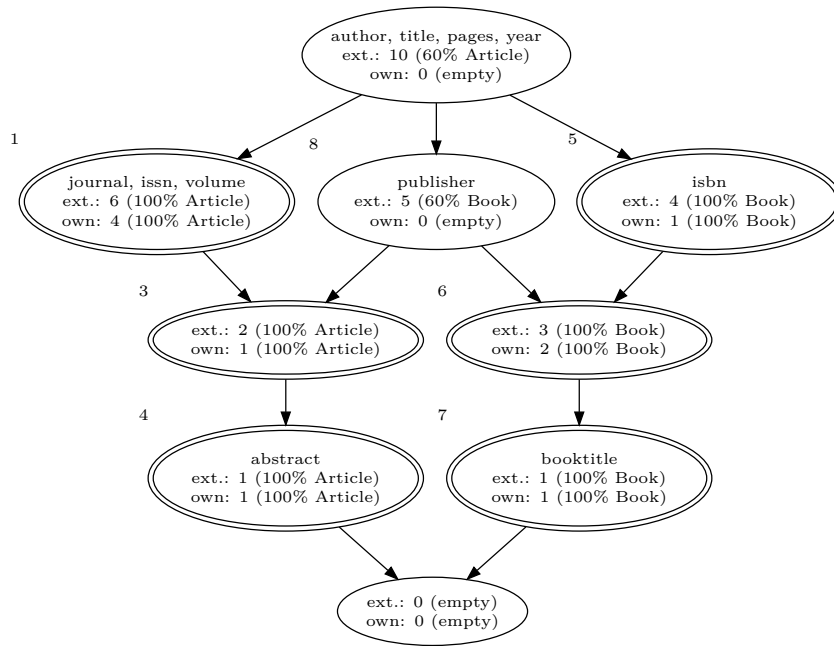 author, title, pages, year
ext.: 10 (60% Article)
own: 0 (empty)
1
8
5
journal, issn, volume
ext.: 6 (100% Article)
own: 4 (100% Article)
publisher
ext.: 5 (60% Book)
own: 0 (empty)
isbn
ext.: 4 (100% Book)
own: 1 (100% Book)
3
6
ext.: 2 (100% Article)
own: 1 (100% Article)
ext.: 3 (100% Book)
own: 2 (100% Book)
4
7
abstract
ext.: 1 (100% Article)
own: 1 (100% Article)
booktitle
ext.: 1 (100% Book)
own: 1 (100% Book)
ext.: 0 (empty)
own: 0 (empty)